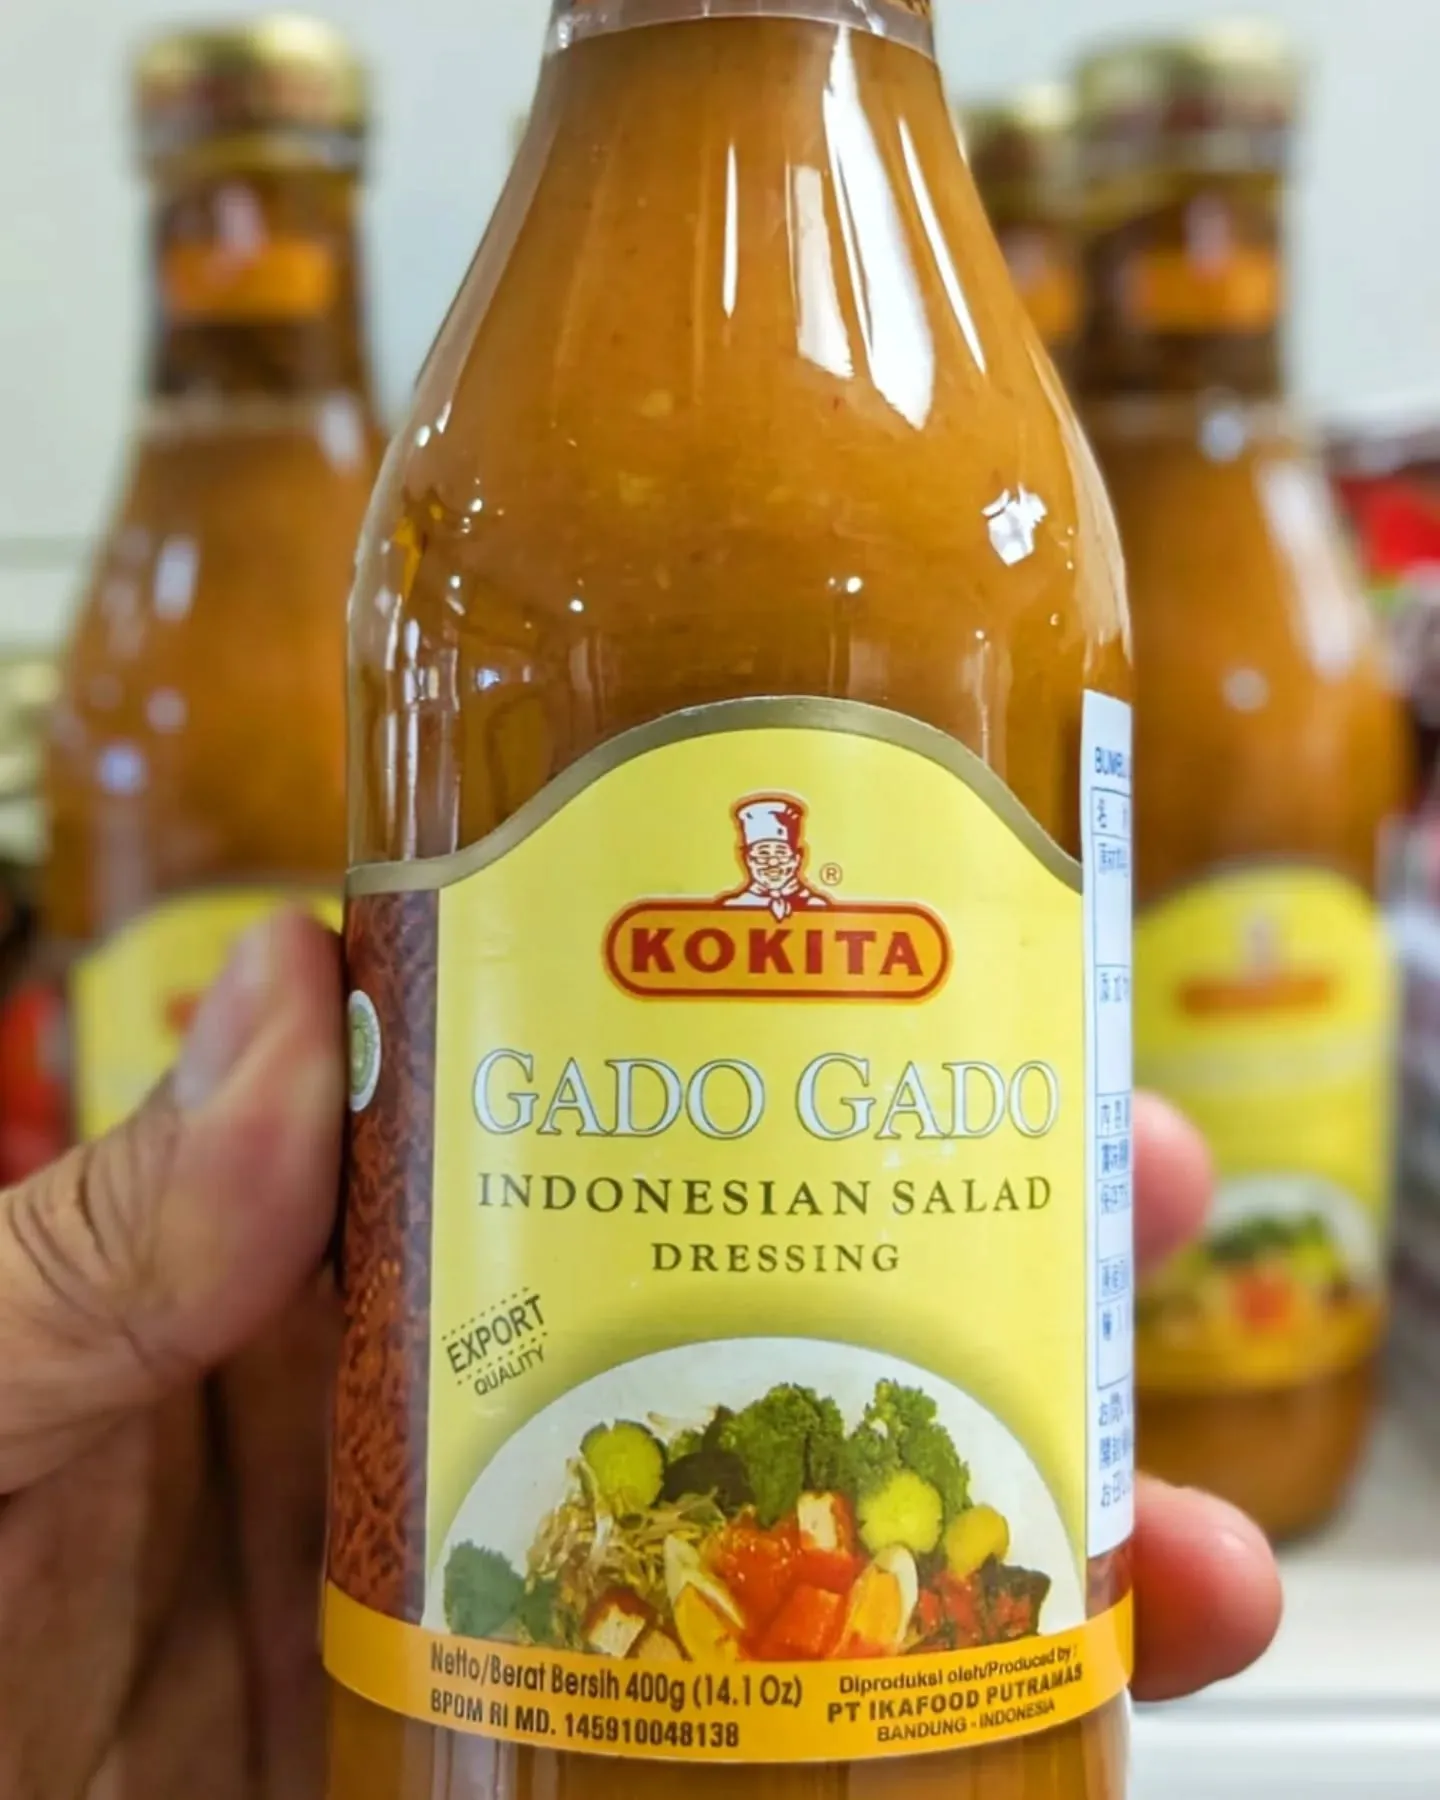 ®
KOKITA
GADO GADO
INDONESIAN SALAD
DRESSING
EXPORT
QUALITY
Netto/Berat Bersih 400g (14.1 Oz)
BPOM RI MD. 145910048138
Diproduksi oleh/Produced by :
PT IKAFOOD PUTRAMAS
BANDUNG - INDONESIA
名